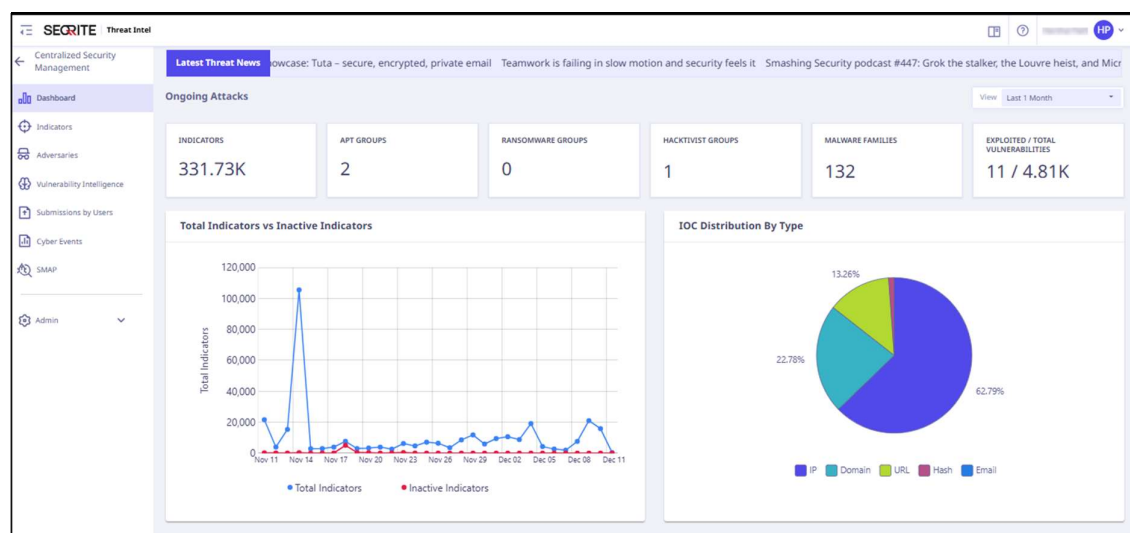 SEQRITE Threat Intel
HP
Centralized Security
Management
Latest Threat News owcase: Tuta – secure, encrypted, private email Teamwork is failing in slow motion and security feels it Smashing Security podcast #447: Grok the stalker, the Louvre heist, and Micr
Dashboard
Indicators
Adversaries
Vulnerability Intelligence
Submissions by Users
Cyber Events
SMAP
Admin
Ongoing Attacks
View Last 1 Month
INDICATORS
331.73K
APT GROUPS
2
RANSOMWARE GROUPS
0
HACKTIVIST GROUPS
1
MALWARE FAMILIES
132
EXPLOITED / TOTAL
VULNERABILITIES
11 / 4.81K
Total Indicators vs Inactive Indicators
Total Indicators
120,000
100,000
80,000
60,000
40,000
20,000
0
Nov 11 Nov 14 Nov 17 Nov 20 Nov 23 Nov 26 Nov 29 Dec 02 Dec 05 Dec 08 Dec 11
Total Indicators Inactive Indicators
IOC Distribution By Type
13.26%
22.78%
62.79%
IP Domain URL Hash Email